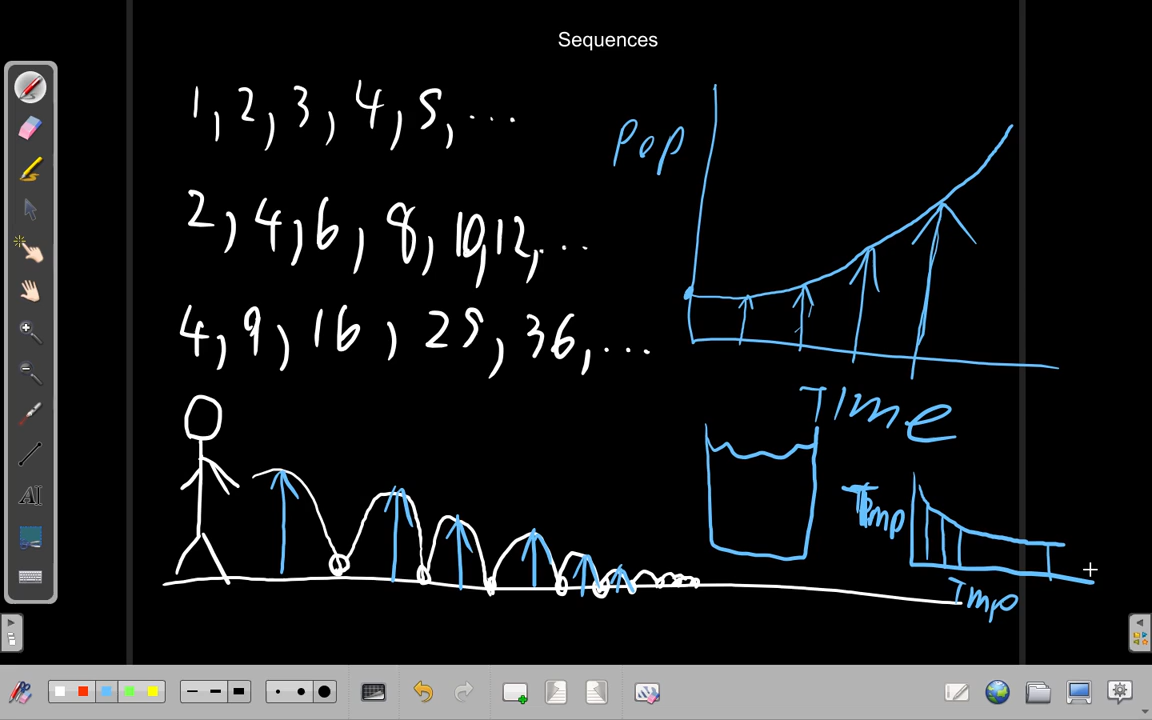 Sequences
1, 2, 3, 4, 5, ...
Pop
2, 4, 6, 8, 10, 12, ...
4, 9, 16, 25, 36, ...
Time
Temp
Tmp